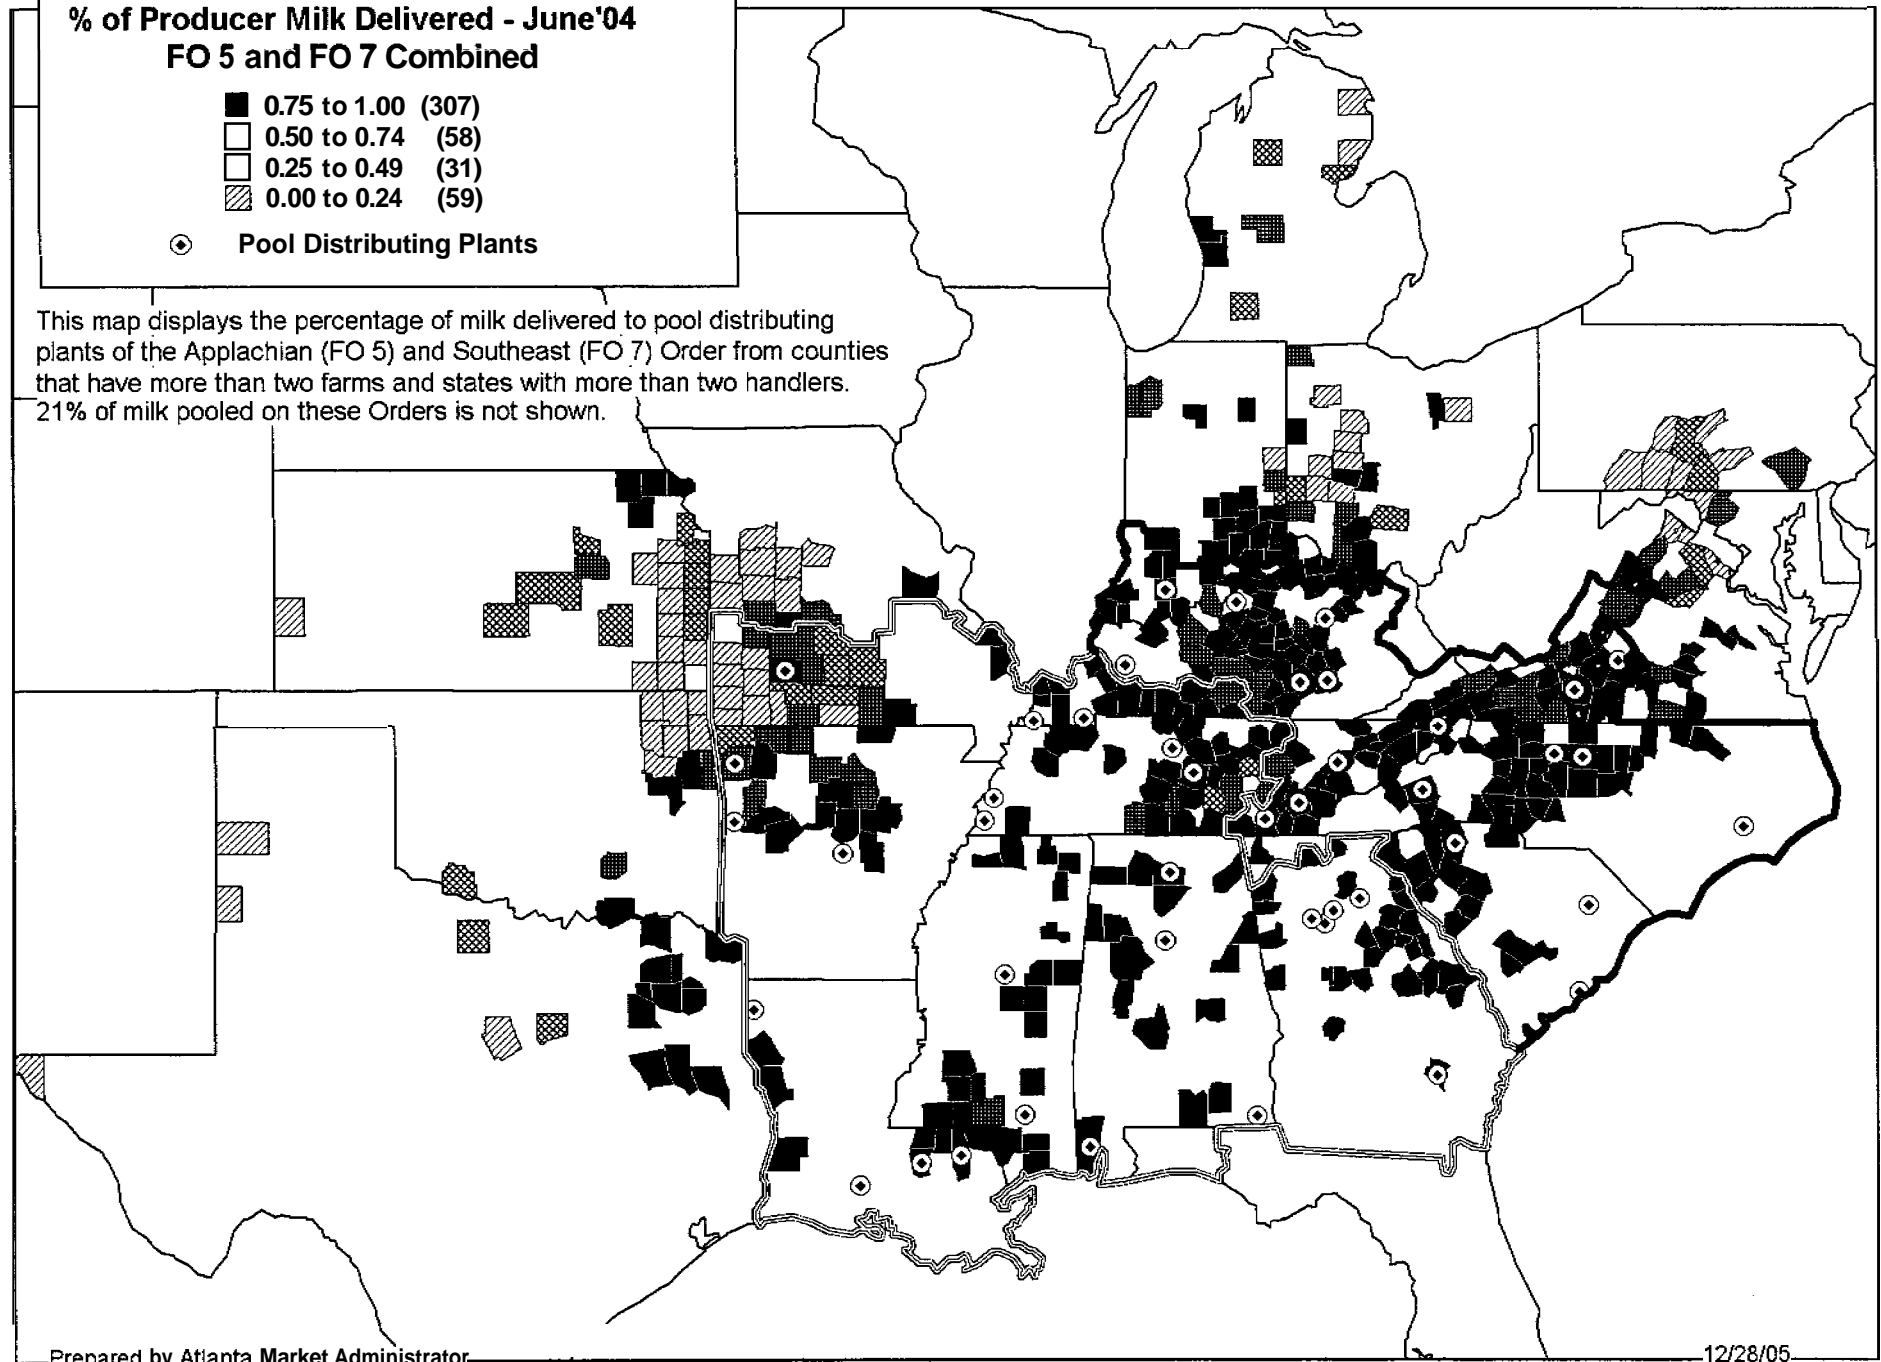 % of Producer Milk Delivered - June'04
FO 5 and FO 7 Combined
0.75 to 1.00 (307)
0.50 to 0.74 (58)
0.25 to 0.49 (31)
0.00 to 0.24 (59)
Pool Distributing Plants
This map displays the percentage of milk delivered to pool distributing
plants of the Applachian (FO 5) and Southeast (FO 7) Order from counties
that have more than two farms and states with more than two handlers.
21% of milk pooled on these Orders is not shown.
Prepared by Atlanta Market Administrator
12/28/05